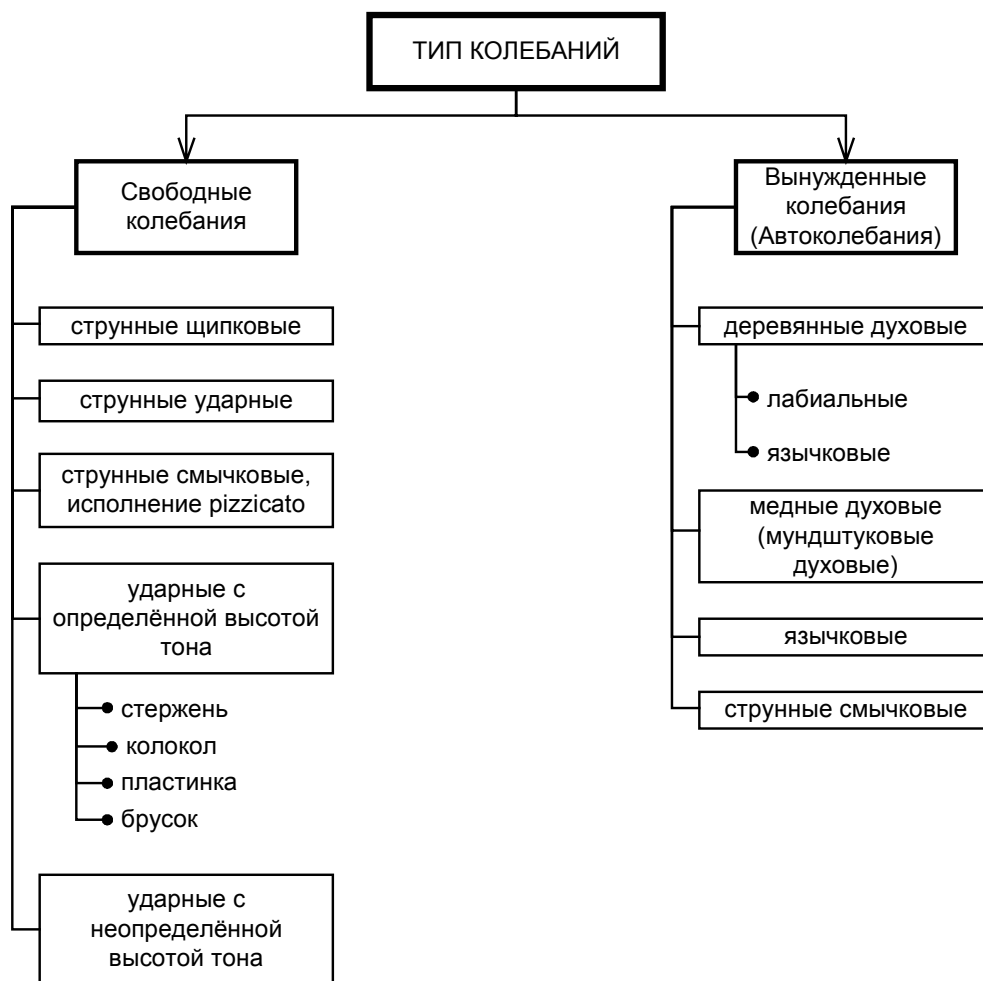 ТИП КОЛЕБАНИЙ
Свободные
колебания
струнные щипковые
струнные ударные
струнные смычковые,
исполнение pizzicato
ударные с
определённой высотой
тона
стержень
колокол
пластинка
брусок
ударные с
неопределённой
высотой тона
Вынужденные
колебания
(Автоколебания)
деревянные духовые
лабиальные
язычковые
медные духовые
(мундштуковые
духовые)
язычковые
струнные смычковые